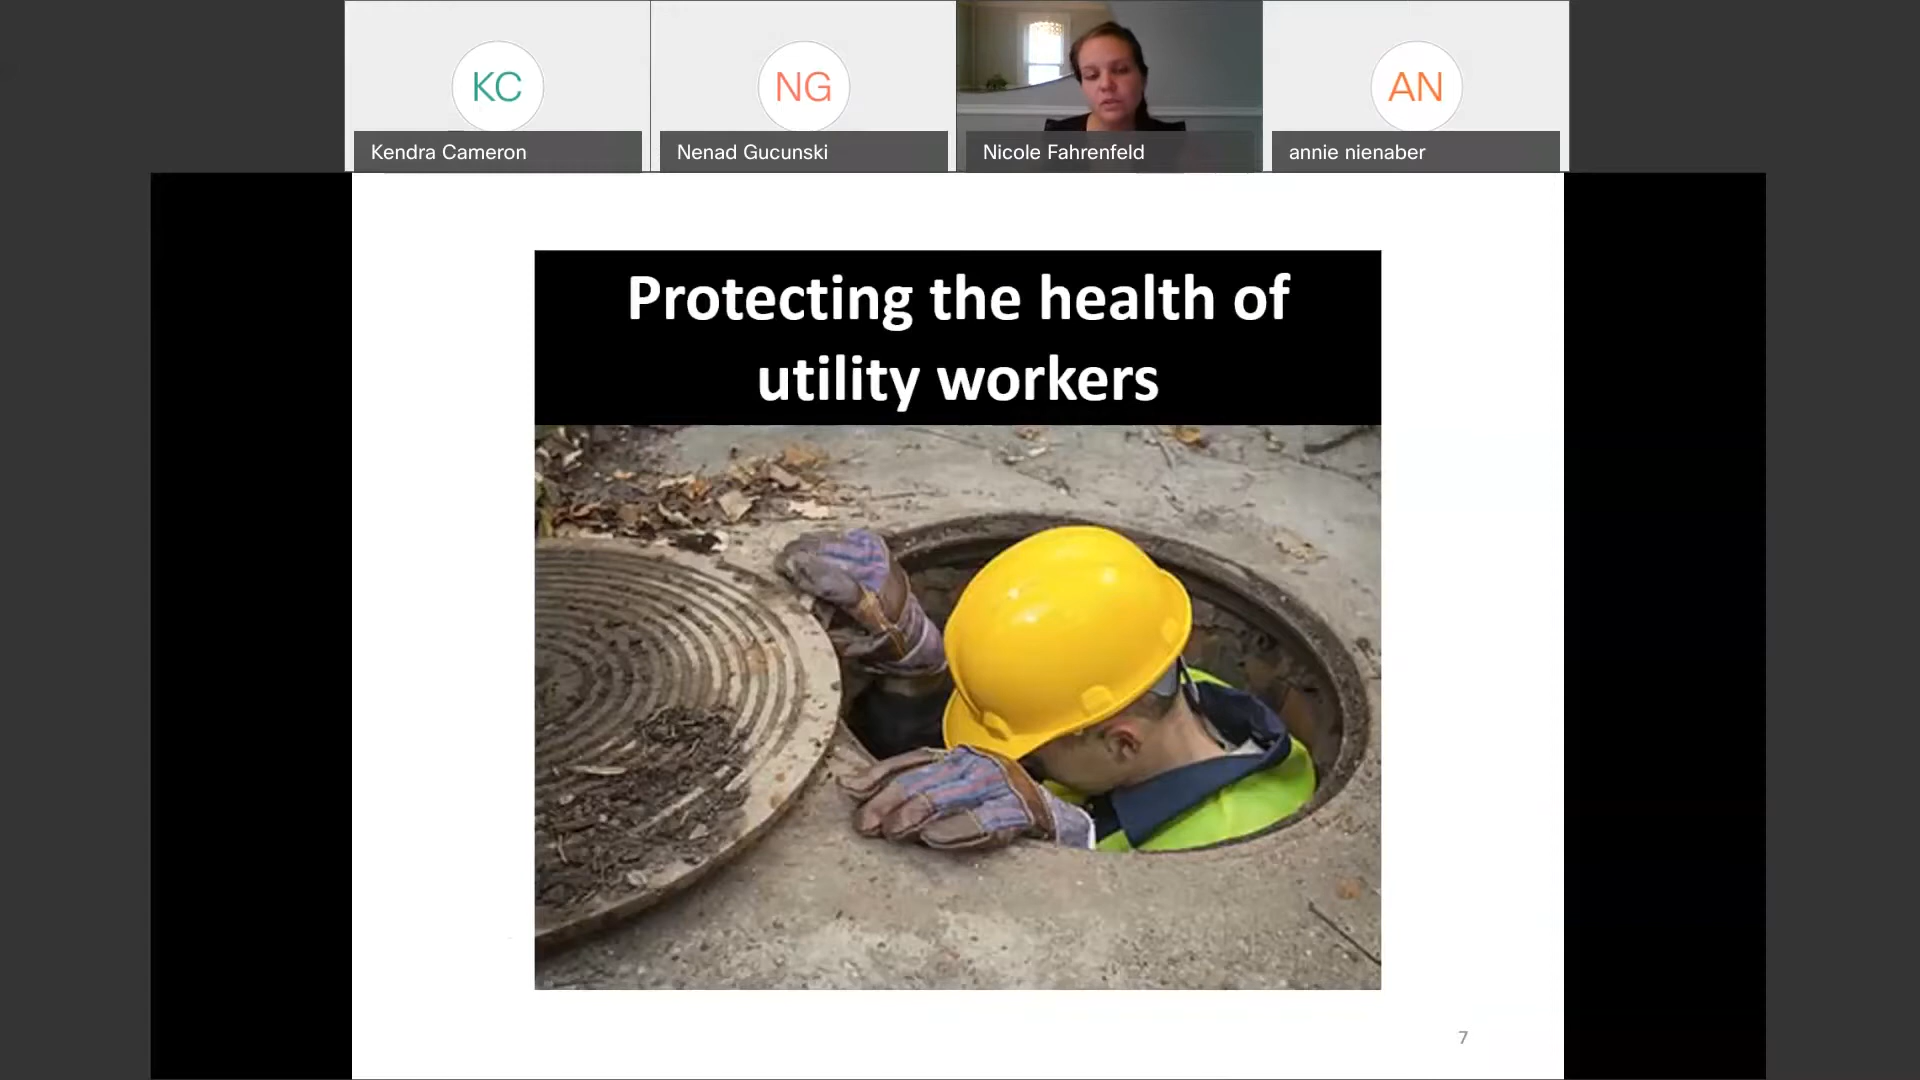 KC
NG
AN
Kendra Cameron
Nenad Gucunski
Nicole Fahrenfeld
annie nienaber
Protecting the health of
utility workers
7